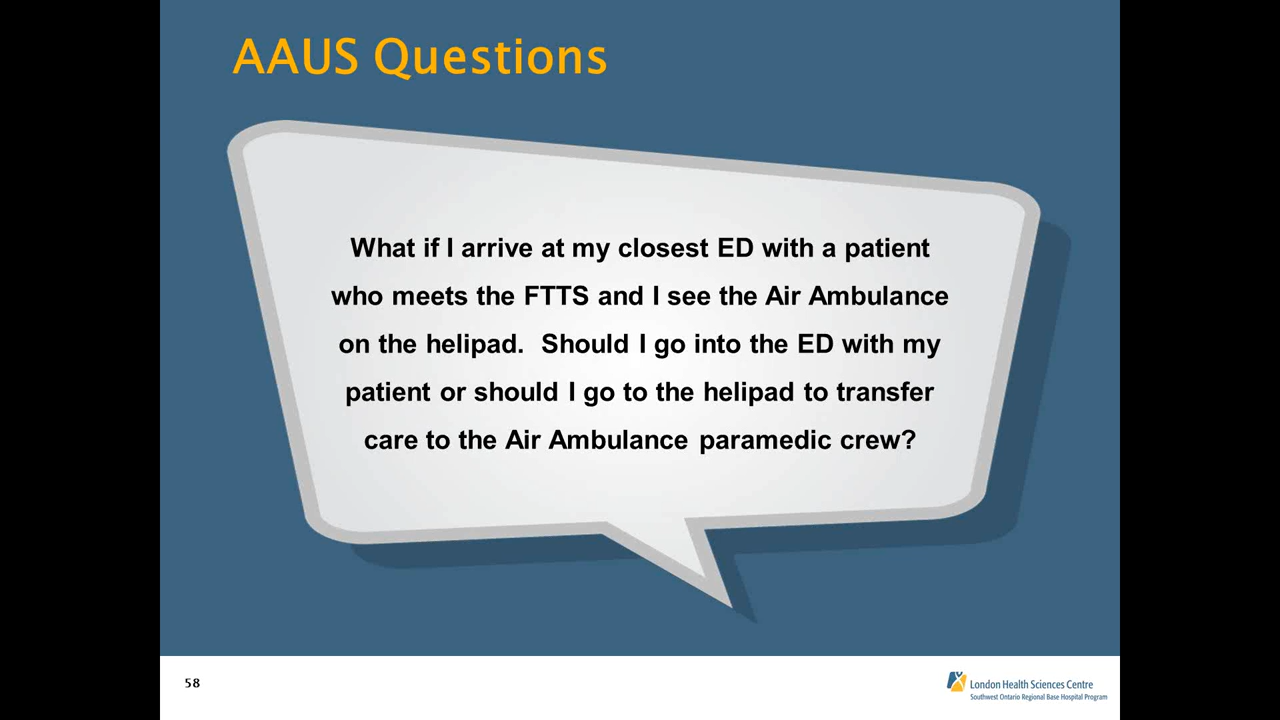 AAUS Questions
What if I arrive at my closest ED with a patient
who meets the FTTS and I see the Air Ambulance
on the helipad.  Should I go into the ED with my
patient or should I go to the helipad to transfer
care to the Air Ambulance paramedic crew?
58
London Health Sciences Centre
Southwest Ontario Regional Base Hospital Program